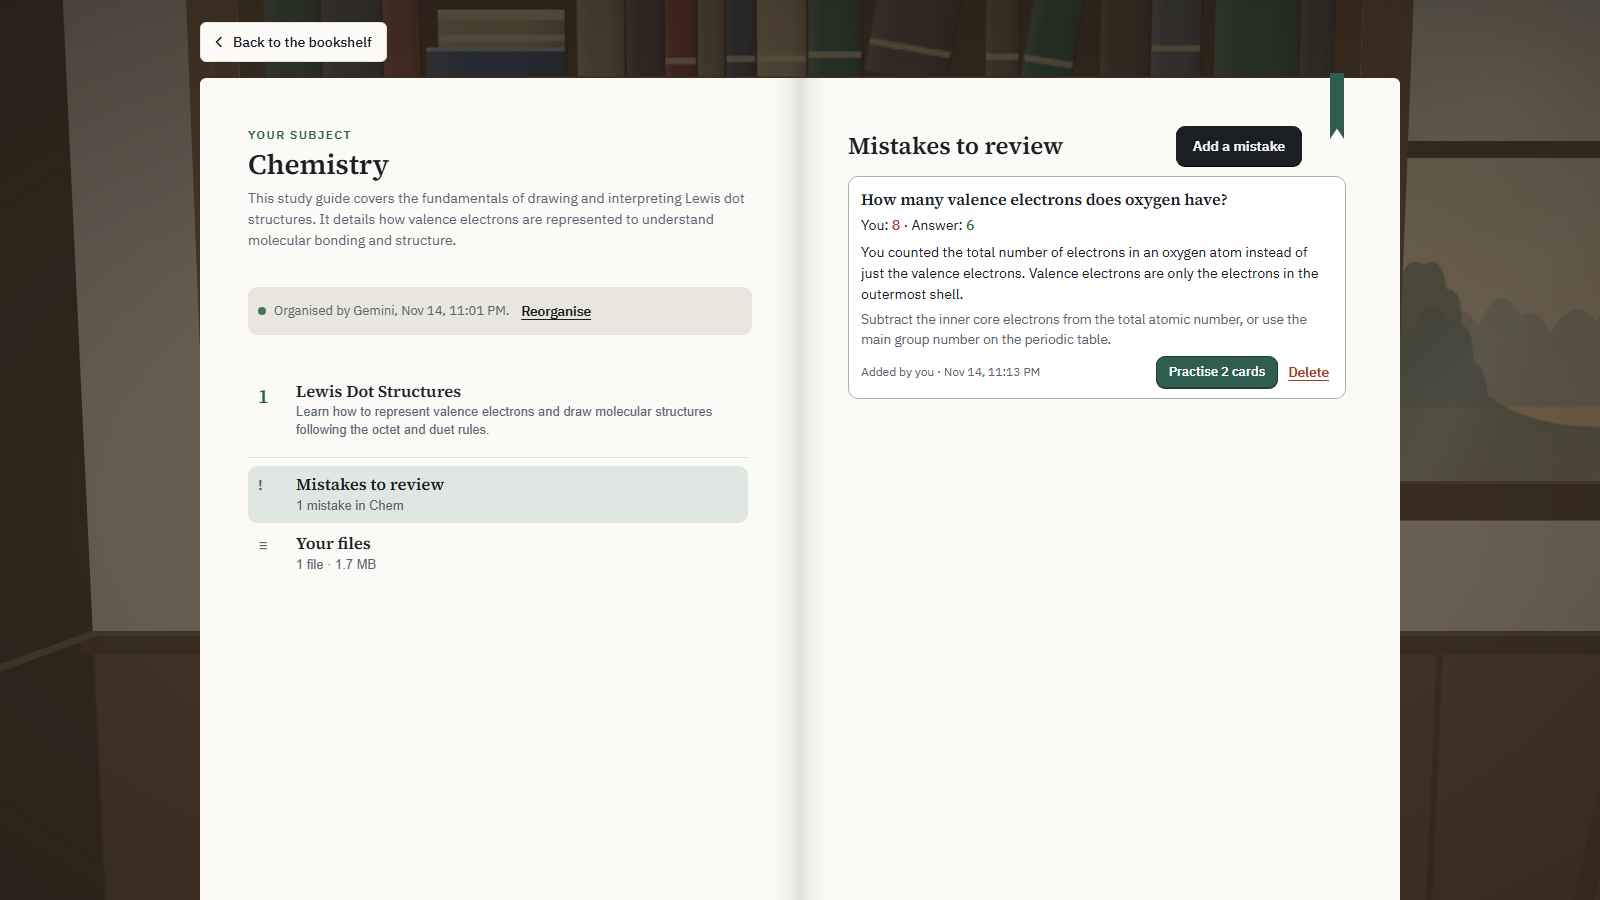 Back to the bookshelf
YOUR SUBJECT
Chemistry
This study guide covers the fundamentals of drawing and interpreting Lewis dot
structures. It details how valence electrons are represented to understand
molecular bonding and structure.
Organised by Gemini, Nov 14, 11:01 PM. Reorganise
1 Lewis Dot Structures
Learn how to represent valence electrons and draw molecular structures
following the octet and duet rules.
! Mistakes to review
1 mistake in Chem
Your files
1 file · 1.7 MB
Mistakes to review
Add a mistake
How many valence electrons does oxygen have?
You: 8 · Answer: 6
You counted the total number of electrons in an oxygen atom instead of
just the valence electrons. Valence electrons are only the electrons in the
outermost shell.
Subtract the inner core electrons from the total atomic number, or use the
main group number on the periodic table.
Added by you · Nov 14, 11:13 PM
Practise 2 cards
Delete